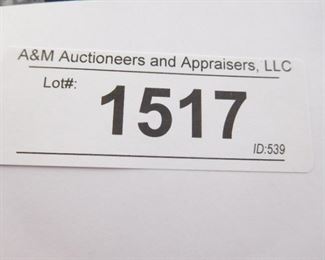 A&M Auctioneers and Appraisers, LLC
Lot#:
1517
ID:539